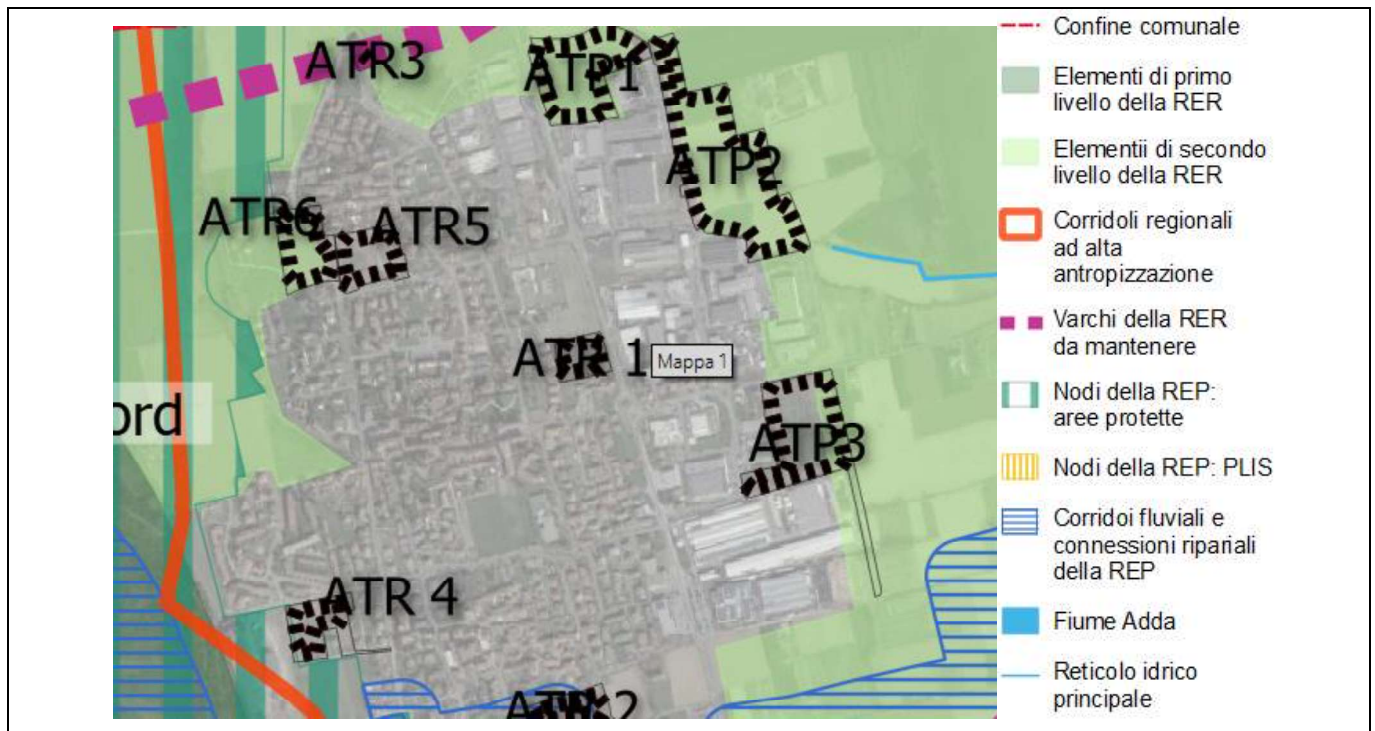 ATR3
ATP1
ATP2
ATR6
ATR5
ATR 1
Mappa 1
ord
ATP3
ATR 4
ATR 2
Confine comunale
Elementi di primo
livello della RER
Elementii di secondo
livello della RER
Corridoli regionali
ad alta
antropizzazione
Varchi della RER
da mantenere
Nodi della REP:
aree protette
Nodi della REP: PLIS
Corridoi fluviali e
connessioni ripariali
della REP
Fiume Adda
Reticolo idrico
principale